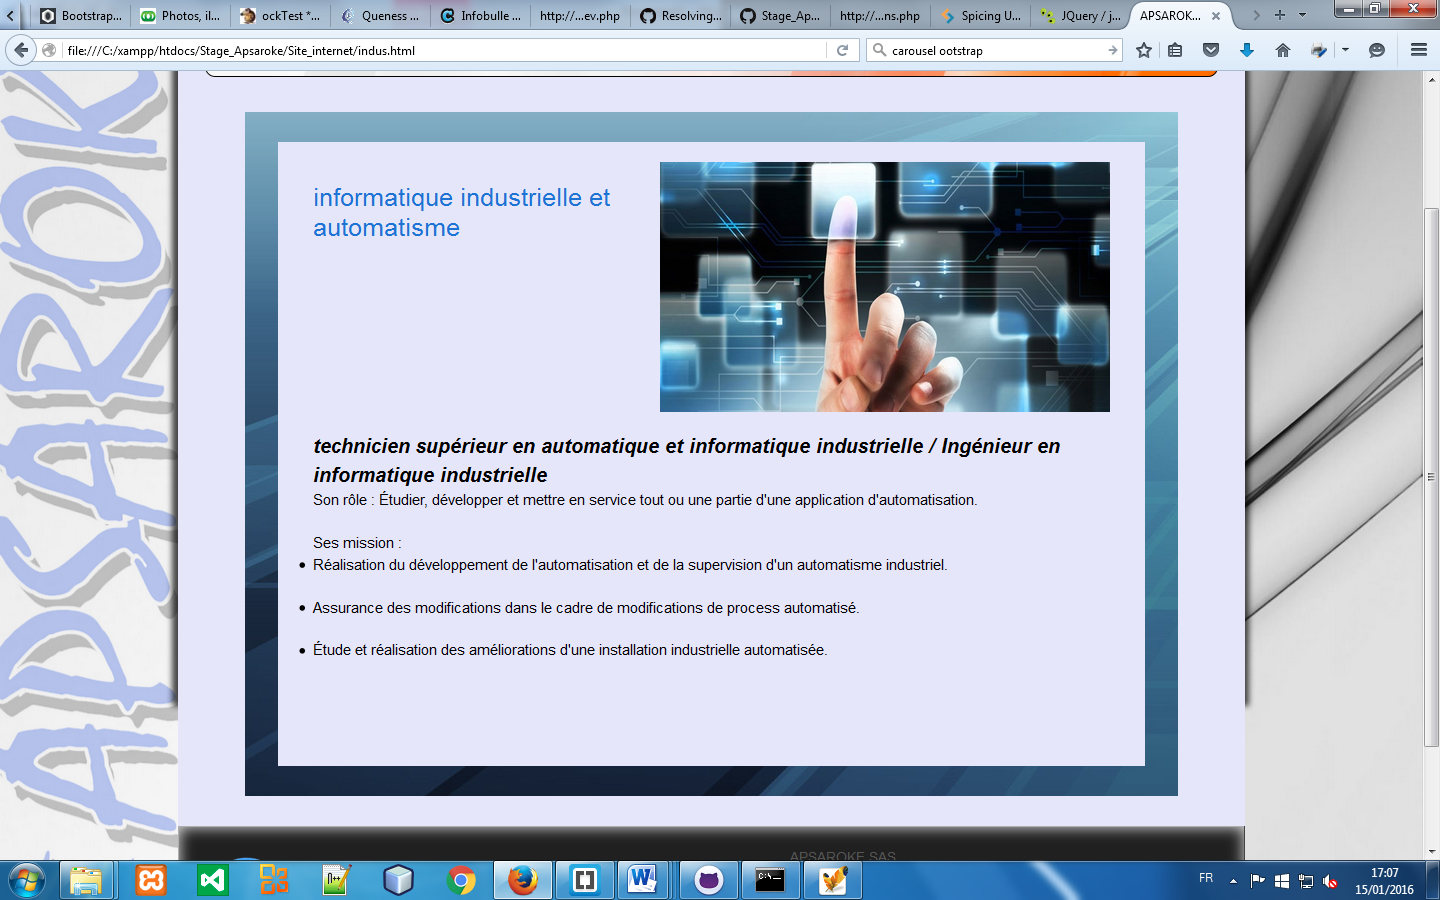 Bootstrap...
Photos, il...
ockTest *...
Queness ...
Infobulle ...
http://...ev.php
Resolving...
Stage_Ap...
http://...ns.php
Spicing U...
JQuery / j...
APSAROK...
file:///C:/xampp/htdocs/Stage_Apsaroke/Site_internet/indus.html
carousel ootstrap
APSAROK
informatique industrielle et
automatisme
technicien supérieur en automatique et informatique industrielle / Ingénieur en
informatique industrielle
Son rôle : Étudier, développer et mettre en service tout ou une partie d'une application d'automatisation.
Ses mission :
Réalisation du développement de l'automatisation et de la supervision d'un automatisme industriel.
Assurance des modifications dans le cadre de modifications de process automatisé.
Étude et réalisation des améliorations d'une installation industrielle automatisée.
APSAROKE SAS
FR
17:07
15/01/2016